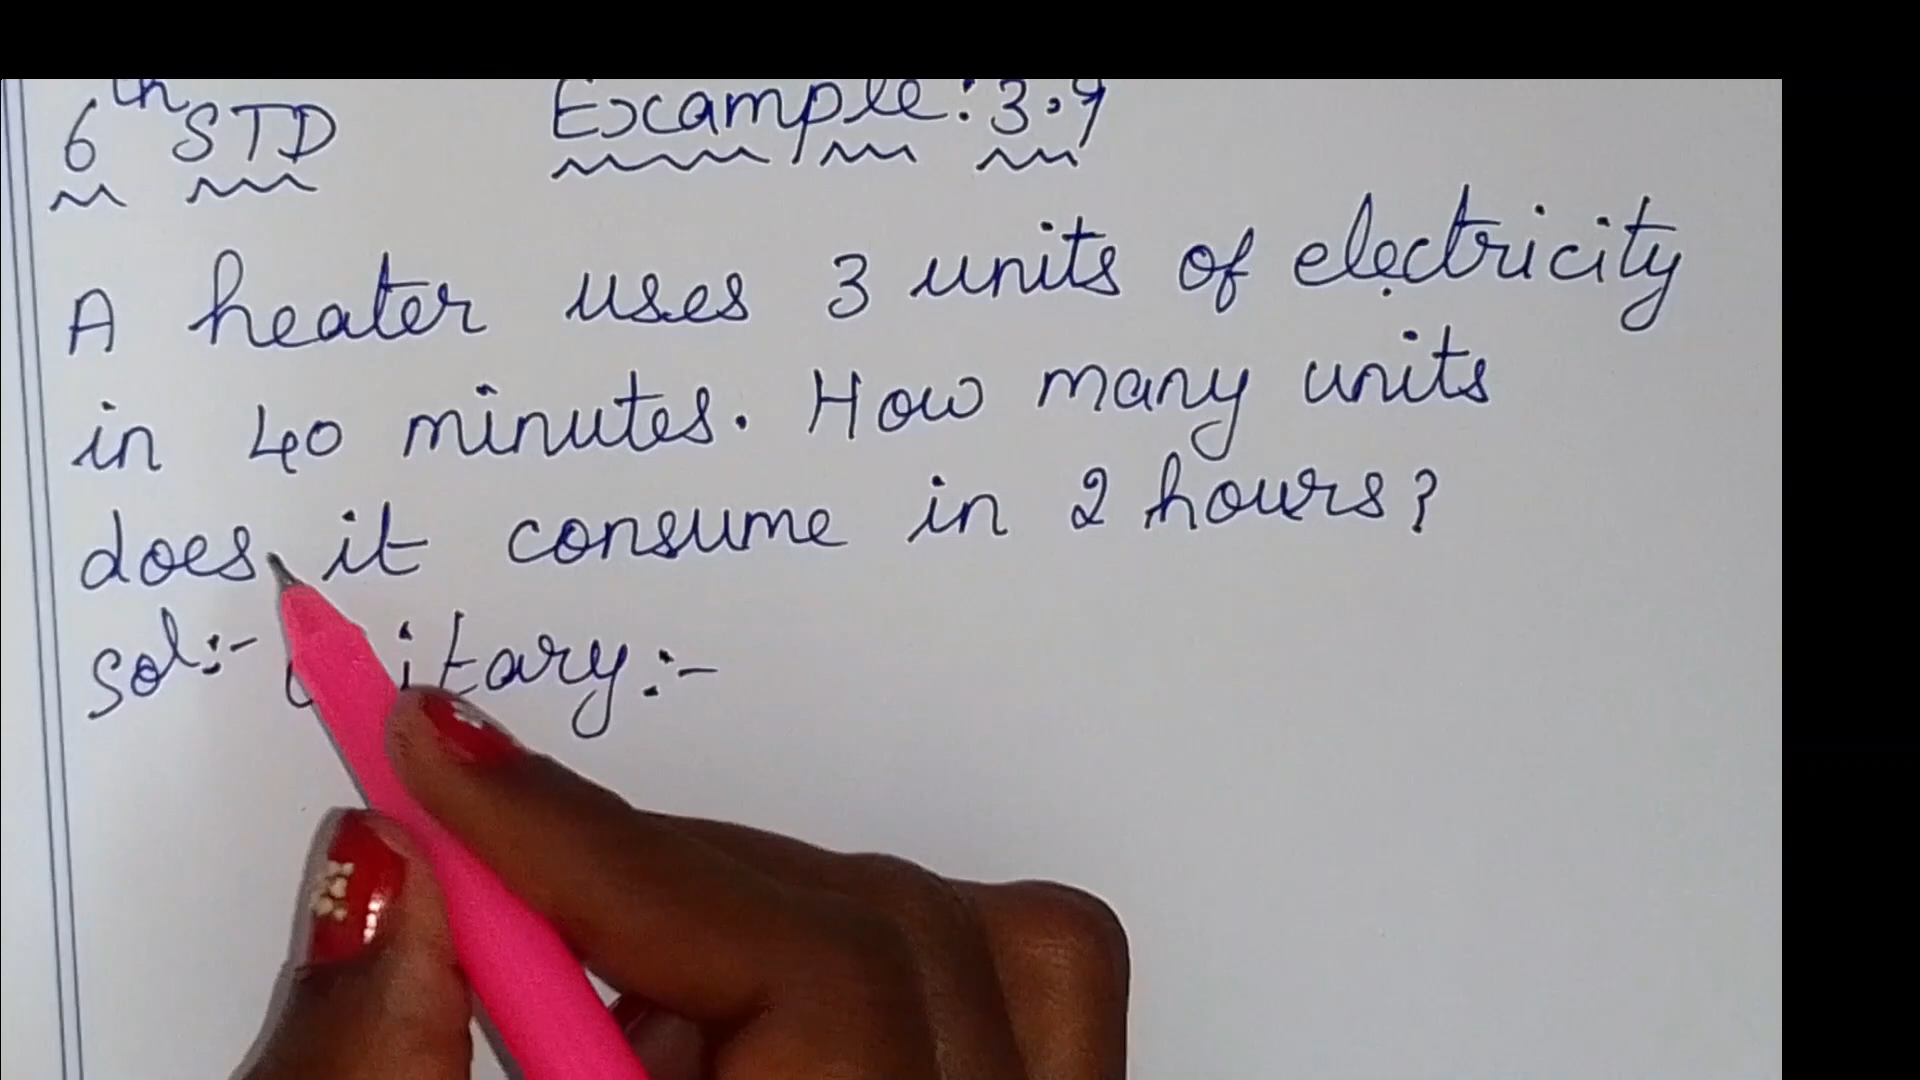 6th STD Example: 3.9
A heater uses 3 units of electricity
in 40 minutes. How many units
does it consume in 2 hours?
Sol:-